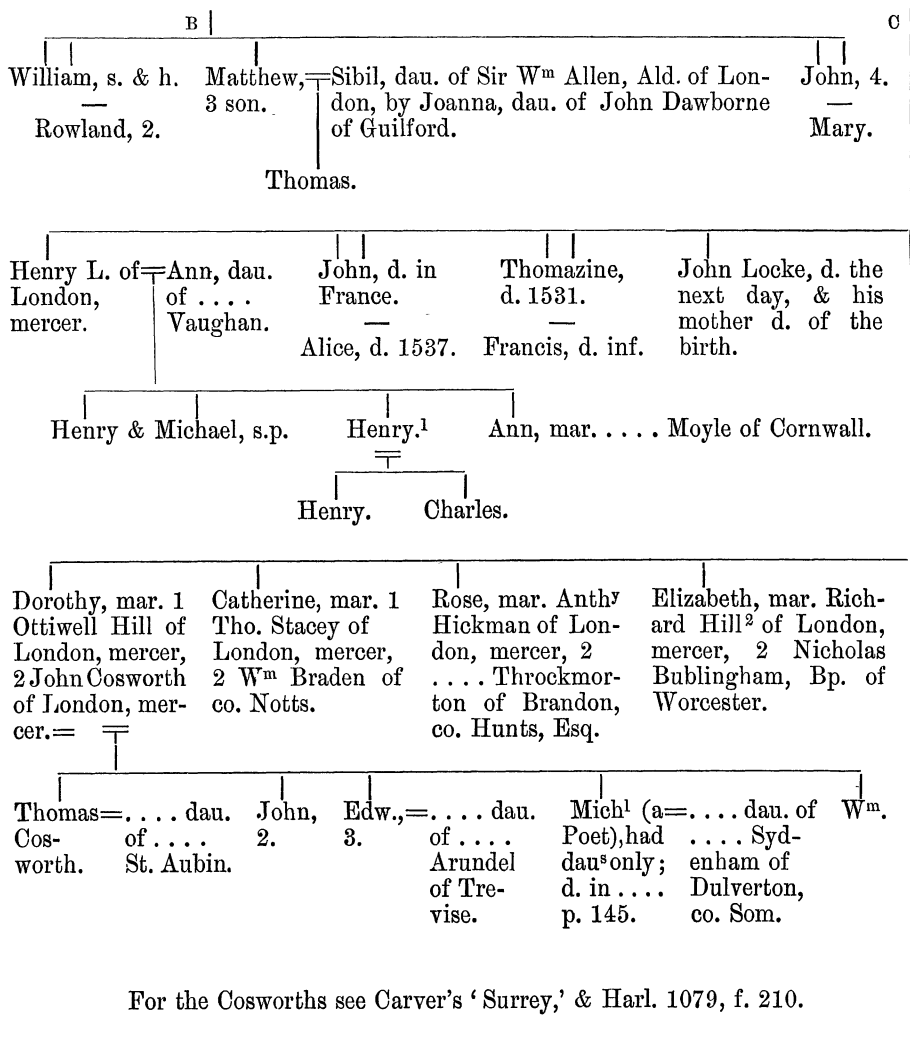 B C
William, s. & h.
—
Rowland, 2.
Matthew,
3 son.
Sibil, dau. of Sir Wm Allen, Ald. of Lon-
don, by Joanna, dau. of John Dawborne
of Guilford.
John, 4.
—
Mary.
Thomas.
Henry L. of
London,
mercer.
Ann, dau.
of . . . .
Vaughan.
John, d. in
France.
—
Alice, d. 1537.
Thomazine,
d. 1531.
—
Francis, d. inf.
John Locke, d. the
next day, & his
mother d. of the
birth.
Henry & Michael, s.p.
Henry.¹
Ann, mar. . . . . Moyle of Cornwall.
Henry.
Charles.
Dorothy, mar. 1
Ottiwell Hill of
London, mercer,
2 John Cosworth
of London, mer-
cer.=
Catherine, mar. 1
Tho. Stacey of
London, mercer,
2 Wm Braden of
co. Notts.
Rose, mar. Anthy
Hickman of Lon-
don, mercer, 2
. . . . Throckmor-
ton of Brandon,
co. Hunts, Esq.
Elizabeth, mar. Rich-
ard Hill² of London,
mercer, 2 Nicholas
Bublingham, Bp. of
Worcester.
Thomas=
Cos-
worth.
. . . . dau.
of . . . .
St. Aubin.
John,
2.
Edw.,=
3.
. . . . dau.
of . . . .
Arundel
of Tre-
vise.
Michl (a=
Poet), had
daus only;
d. in . . . .
p. 145.
. . . . dau. of
. . . . Syd-
enham of
Dulverton,
co. Som.
Wm.
For the Cosworths see Carver's ‘Surrey,’ & Harl. 1079, f. 210.